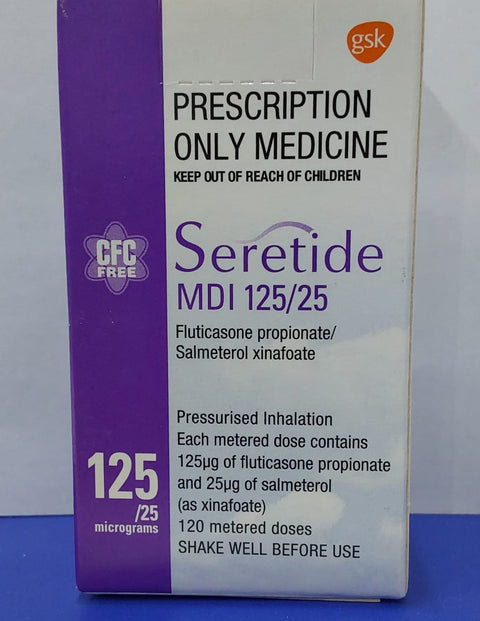 gsk
PRESCRIPTION
ONLY MEDICINE
KEEP OUT OF REACH OF CHILDREN
CFC
FREE
Seretide
MDI 125/25
Fluticasone propionate/
Salmeterol xinafoate
Pressurised Inhalation
Each metered dose contains
125µg of fluticasone propionate
and 25µg of salmeterol
(as xinafoate)
120 metered doses
SHAKE WELL BEFORE USE
125
/25
micrograms